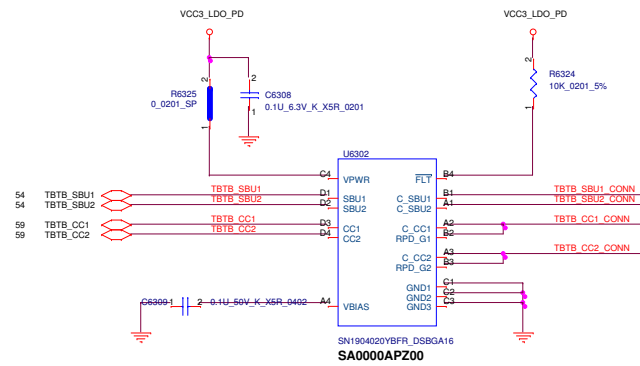 VCC3_LDO_PD
VCC3_LDO_PD
2
R6325
0_0201_SP
1
2
C6308
0.1U_6.3V_K_X5R_0201
1
2
R6324
10K_0201_5%
1
U6302
C4
VPWR
FLT
B4
54 TBTB_SBU1
TBTB_SBU1
D1
SBU1
C_SBU1
B1
TBTB_SBU1_CONN
54 TBTB_SBU2
TBTB_SBU2
D2
SBU2
C_SBU2
A1
TBTB_SBU2_CONN
59 TBTB_CC1
TBTB_CC1
D3
CC1
C_CC1
A2
TBTB_CC1_CONN
59 TBTB_CC2
TBTB_CC2
D4
CC2
RPD_G1
B2
C_CC2
A3
TBTB_CC2_CONN
RPD_G2
B3
GND1
C1
GND2
C2
GND3
C3
C6309 1
2 0.1U_50V_K_X5R_0402
A4
VBIAS
SN1904020YBFR_DSBGA16
SA0000APZ00